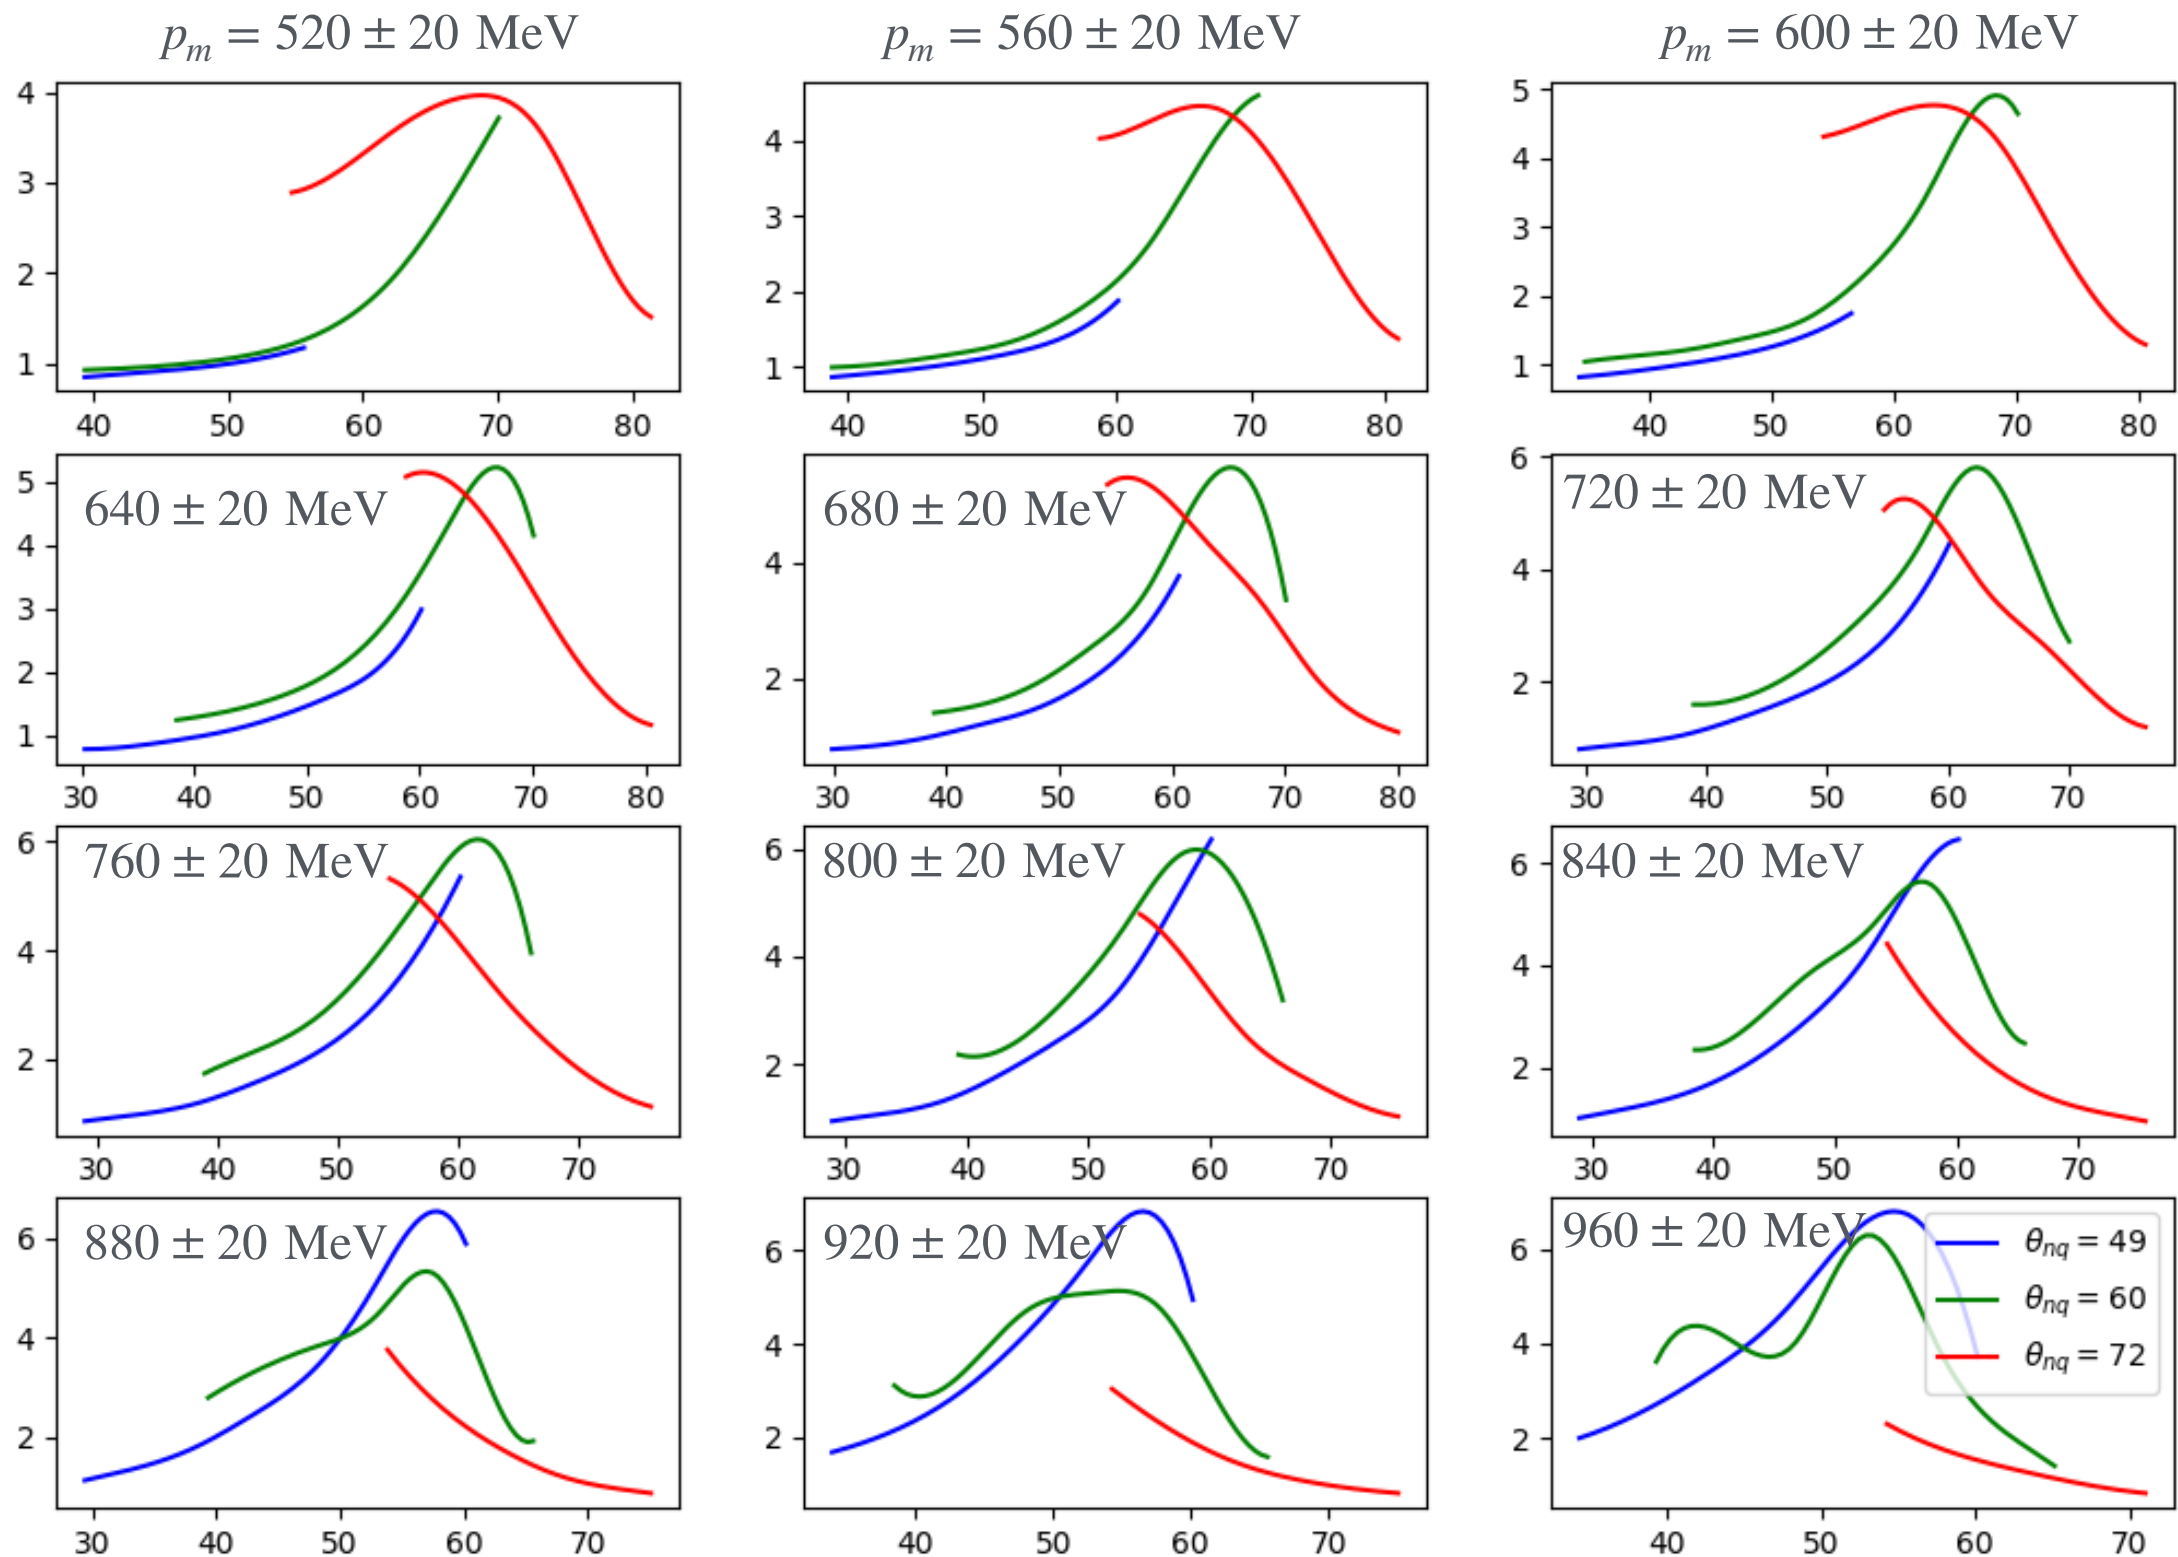 p_m = 520 ± 20 MeV
p_m = 560 ± 20 MeV
p_m = 600 ± 20 MeV
4
3
2
1
40 50 60 70 80
4
3
2
1
40 50 60 70 80
5
4
3
2
1
40 50 60 70 80
640 ± 20 MeV
5
4
3
2
1
30 40 50 60 70 80
680 ± 20 MeV
4
2
30 40 50 60 70 80
720 ± 20 MeV
6
4
2
30 40 50 60 70
760 ± 20 MeV
6
4
2
30 40 50 60 70
800 ± 20 MeV
6
4
2
30 40 50 60 70
840 ± 20 MeV
6
4
2
30 40 50 60 70
880 ± 20 MeV
6
4
2
30 40 50 60 70
920 ± 20 MeV
6
4
2
40 50 60 70
960 ± 20 MeV
6
4
2
40 50 60 70
θ_nq = 49
θ_nq = 60
θ_nq = 72